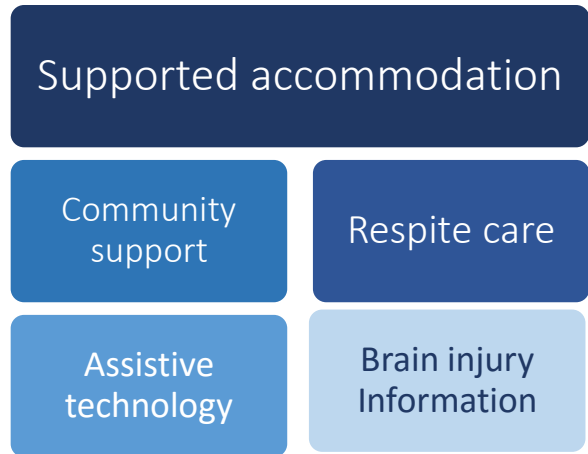 Supported accommodation
Community
support
Respite care
Assistive
technology
Brain injury
Information